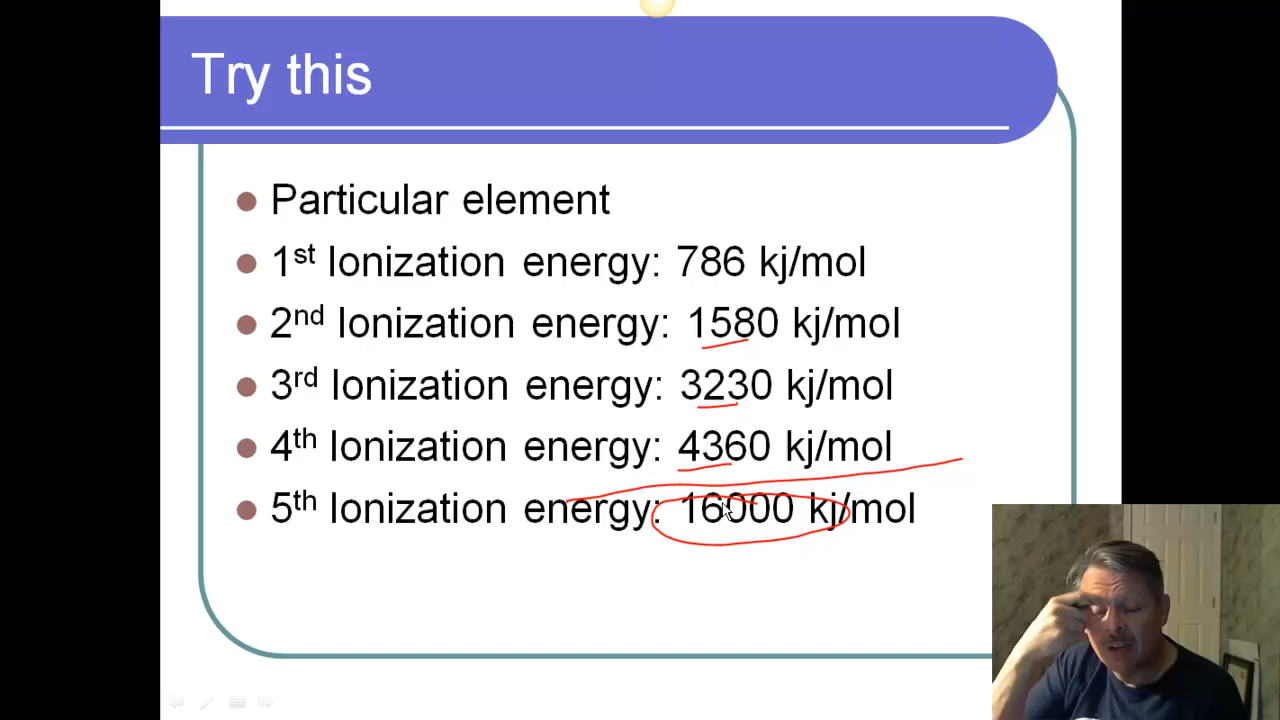 Try this
Particular element
1st Ionization energy: 786 kj/mol
2nd Ionization energy: 1580 kj/mol
3rd Ionization energy: 3230 kj/mol
4th Ionization energy: 4360 kj/mol
5th Ionization energy: 16000 kj/mol